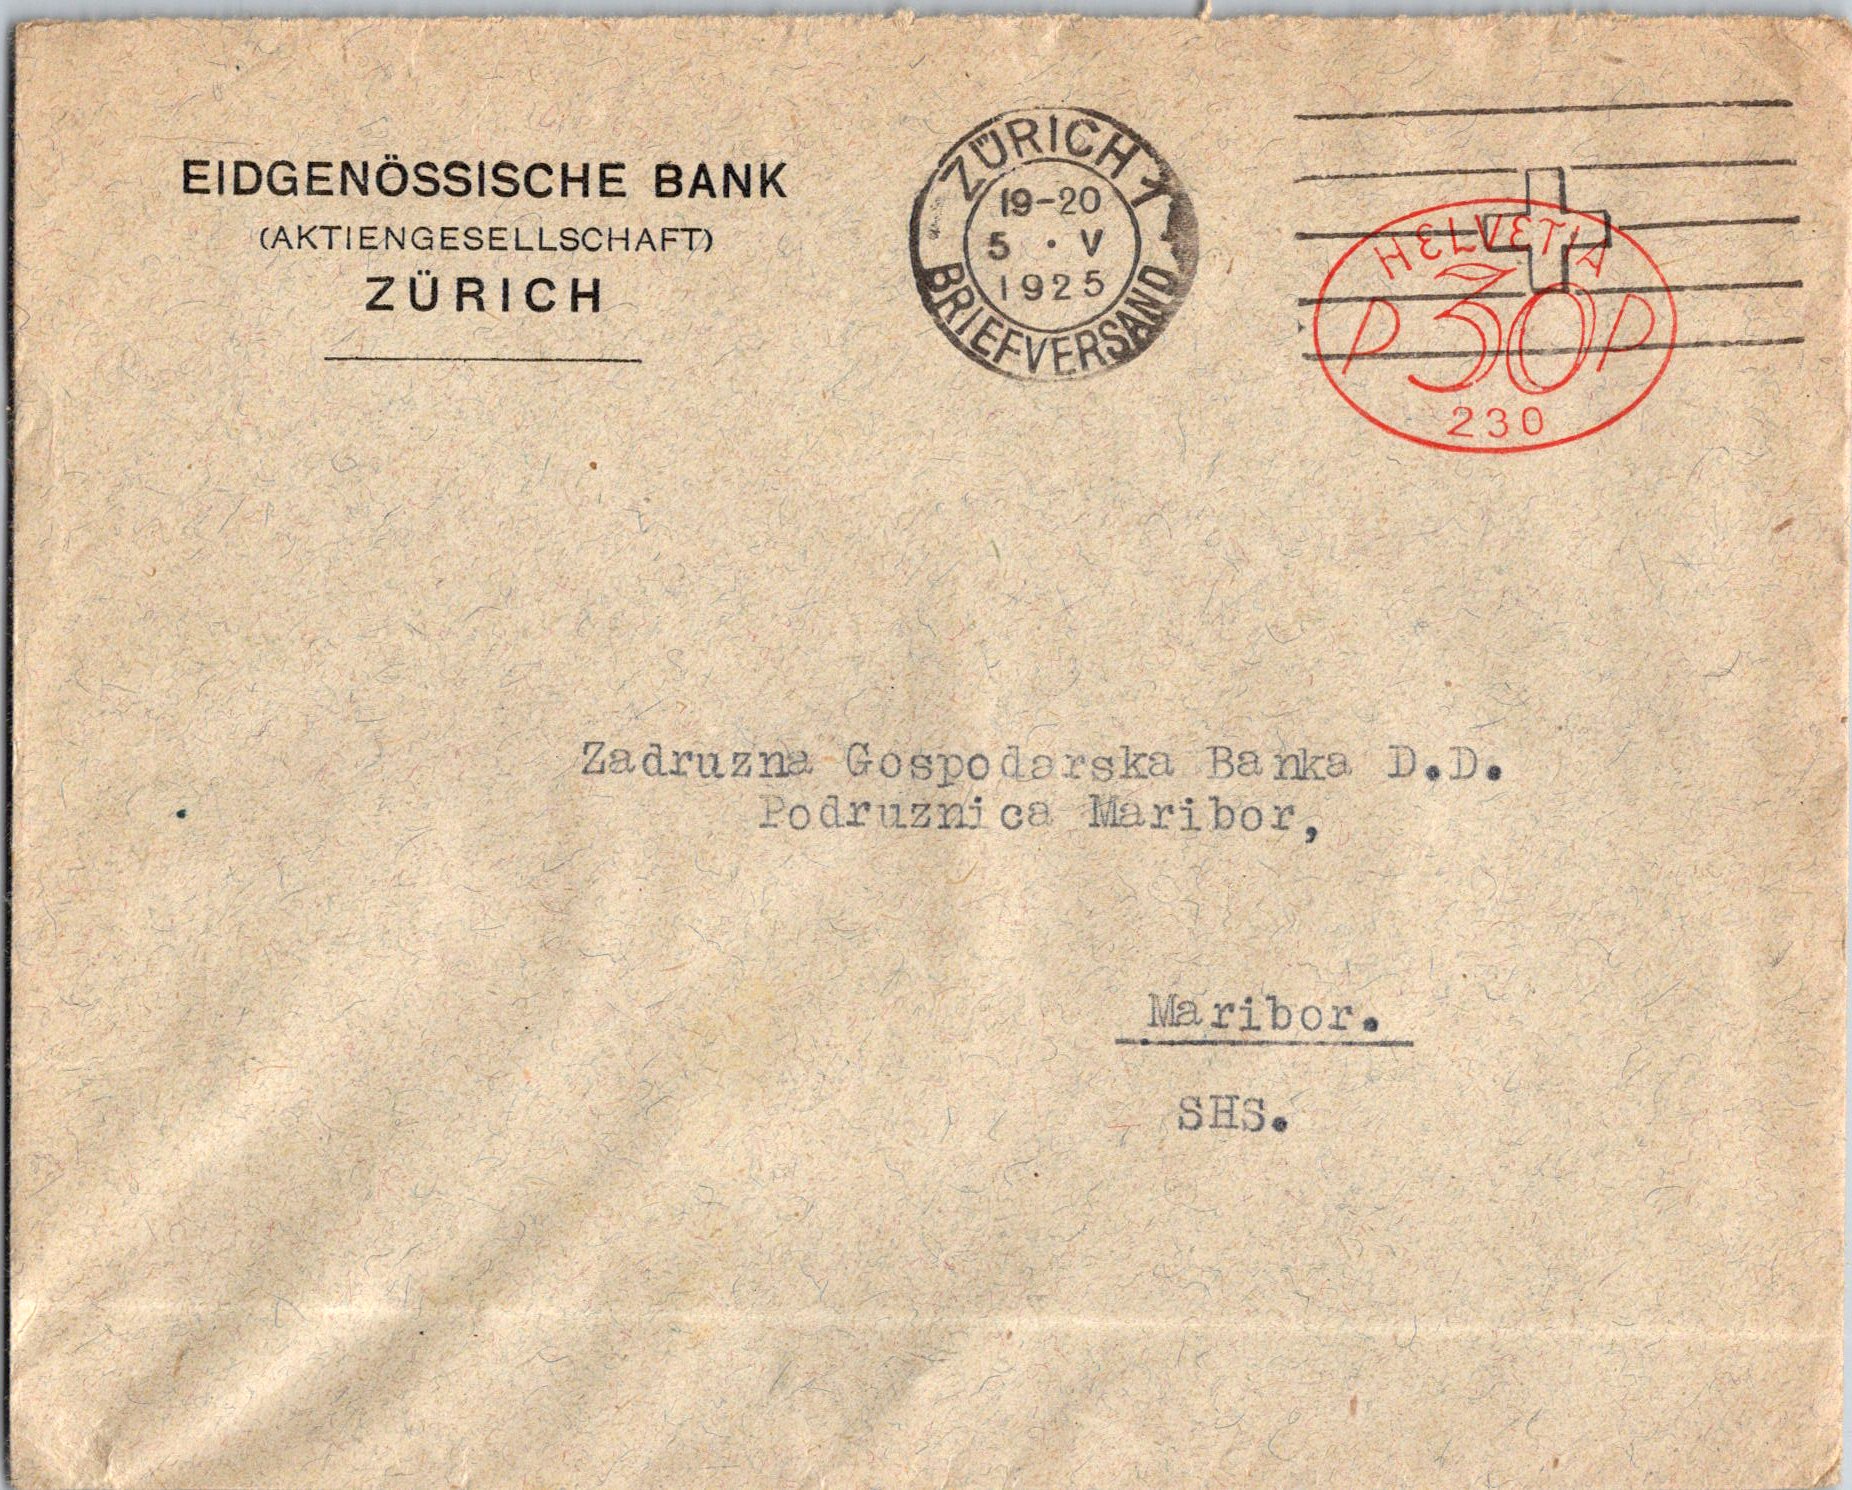 EIDGENÖSSISCHE BANK
(AKTIENGESELLSCHAFT)
ZÜRICH
ZÜRICH 1
19-20
5 · V
1925
BRIEFVERSAND
HELVETIA
P 30 P
230
Zadruzna Gospodarska Banka D.D.
Podruznica Maribor,
Maribor.
SHS.